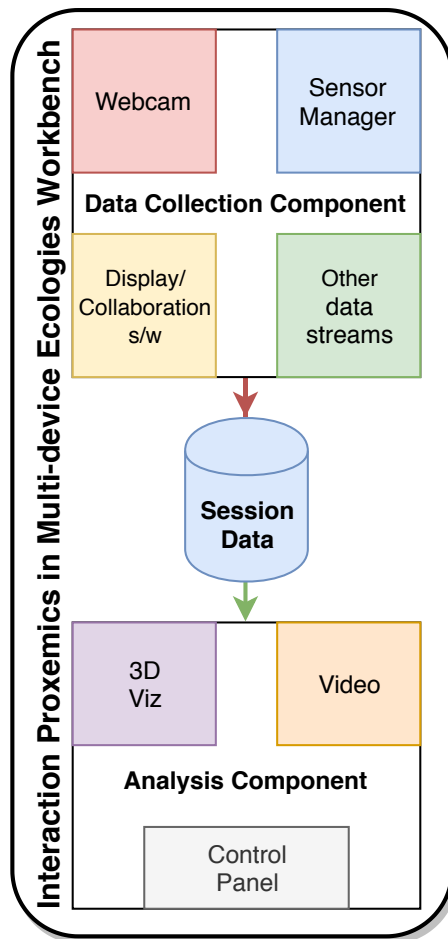 Interaction Proxemics in Multi-device Ecologies Workbench
Webcam
Sensor
Manager
Data Collection Component
Display/
Collaboration
s/w
Other
data
streams
Session
Data
3D
Viz
Video
Analysis Component
Control
Panel